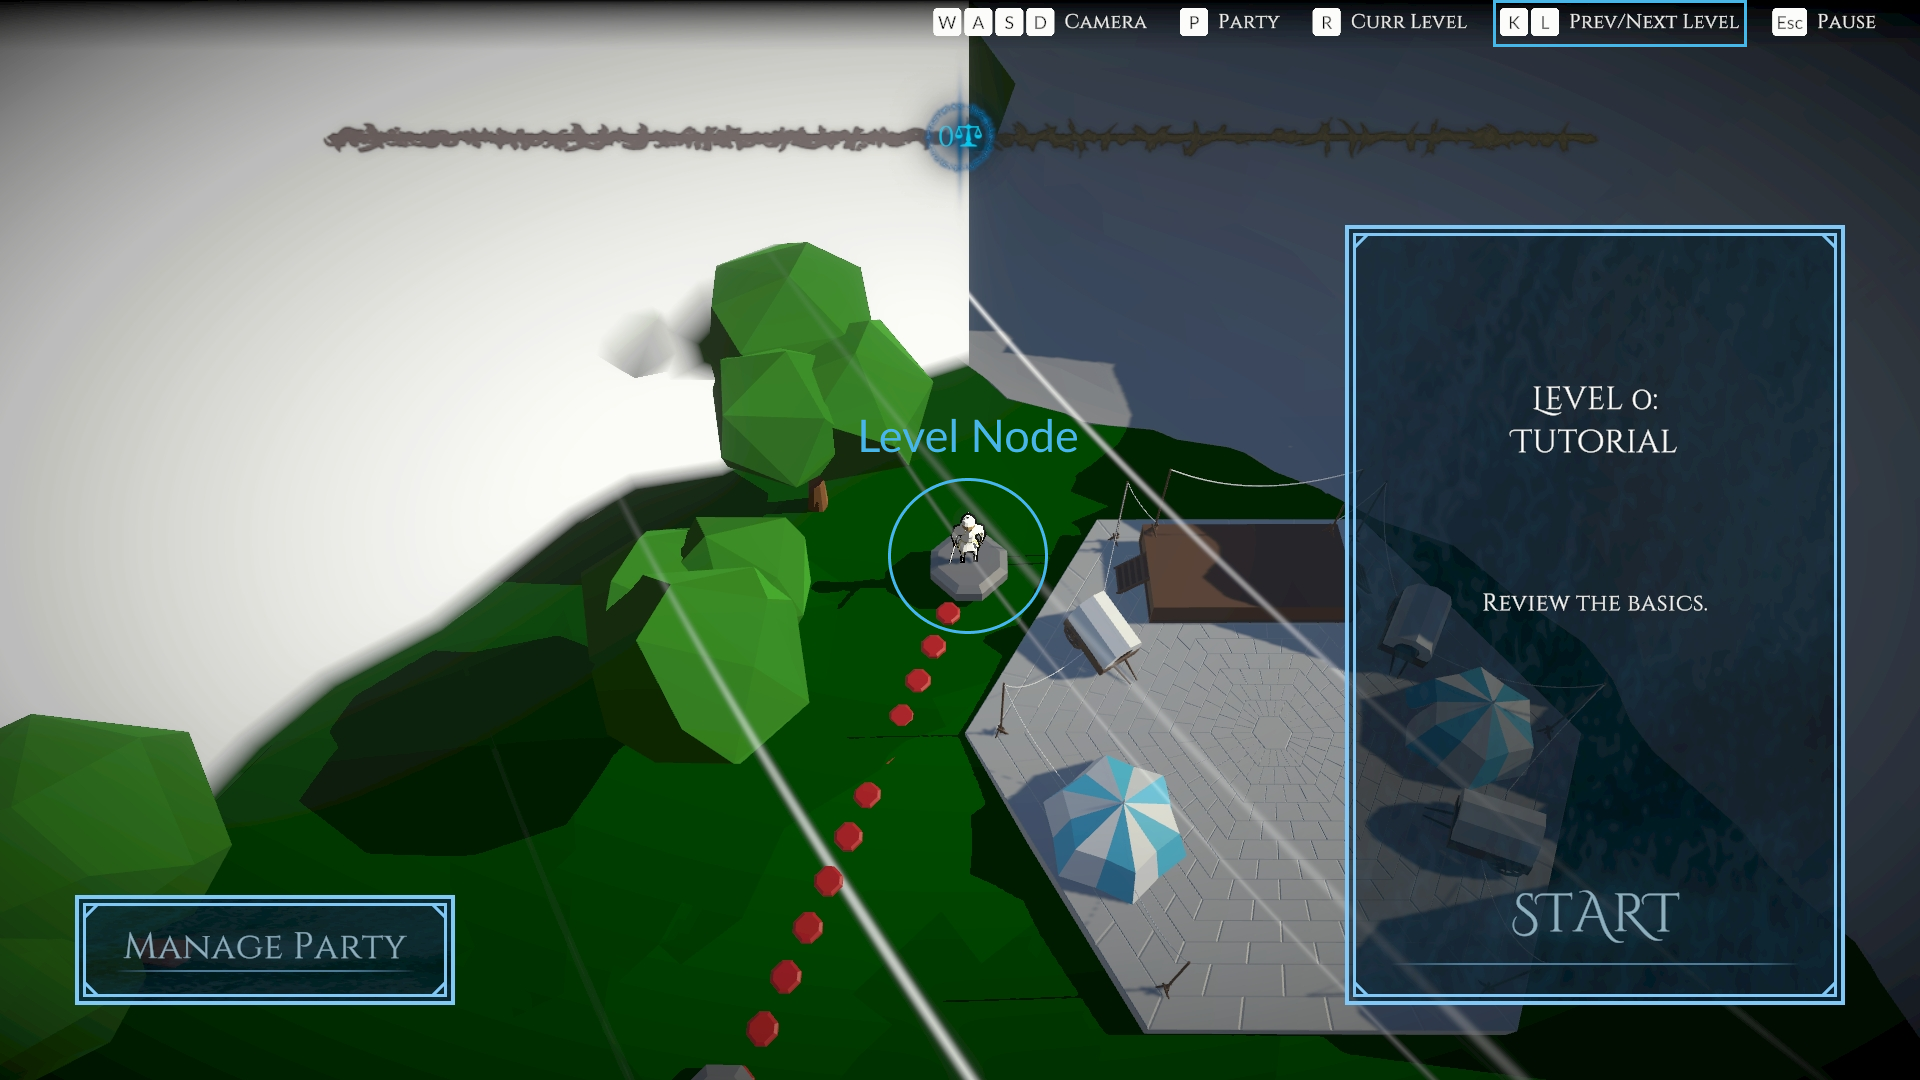 W A S D CAMERA P PARTY R CURR LEVEL K L PREV/NEXT LEVEL Esc PAUSE
0
LEVEL 0:
TUTORIAL
Level Node
REVIEW THE BASICS.
START
MANAGE PARTY